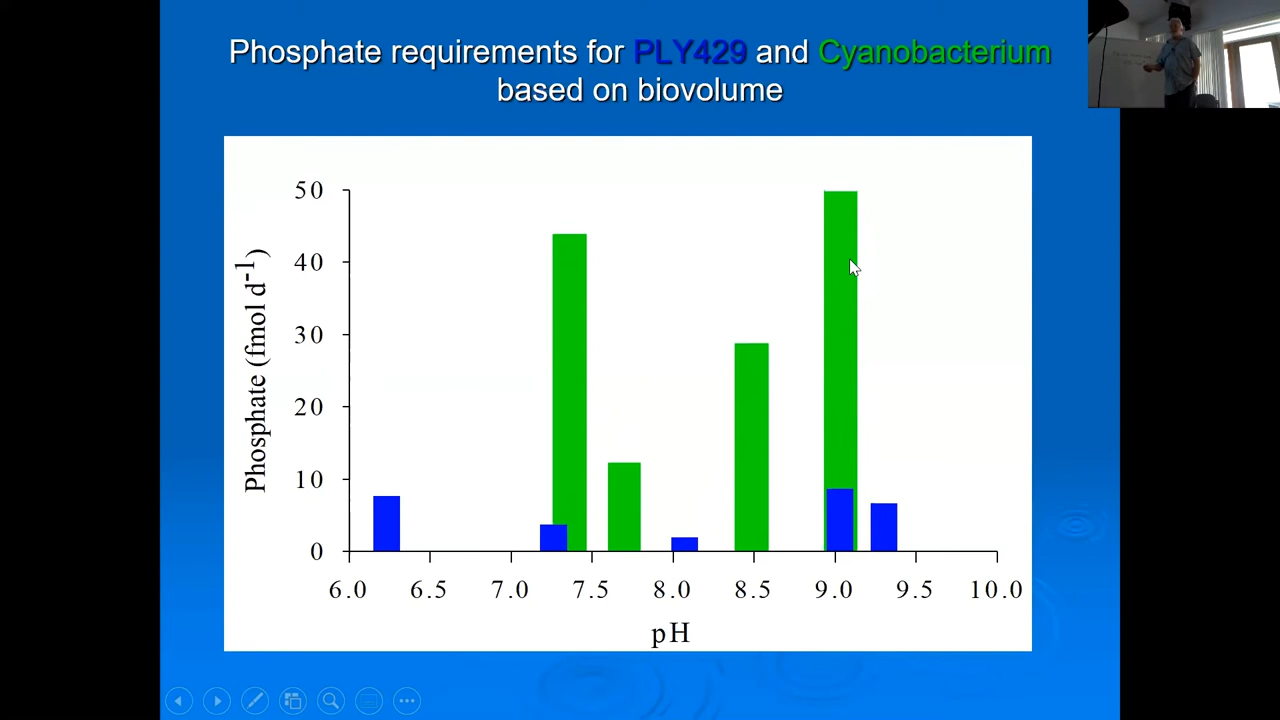 Phosphate requirements for PLY429 and Cyanobacterium
based on biovolume
Phosphate (fmol d-1)
50
40
30
20
10
0
6.0 6.5 7.0 7.5 8.0 8.5 9.0 9.5 10.0
pH